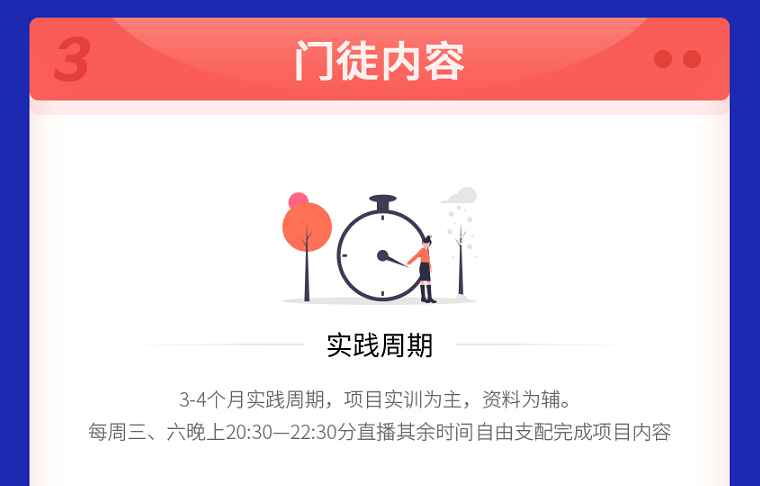 3
门徒内容
实践周期
3-4个月实践周期，项目实训为主，资料为辅。
每周三、六晚上20:30—22:30分直播其余时间自由支配完成项目内容